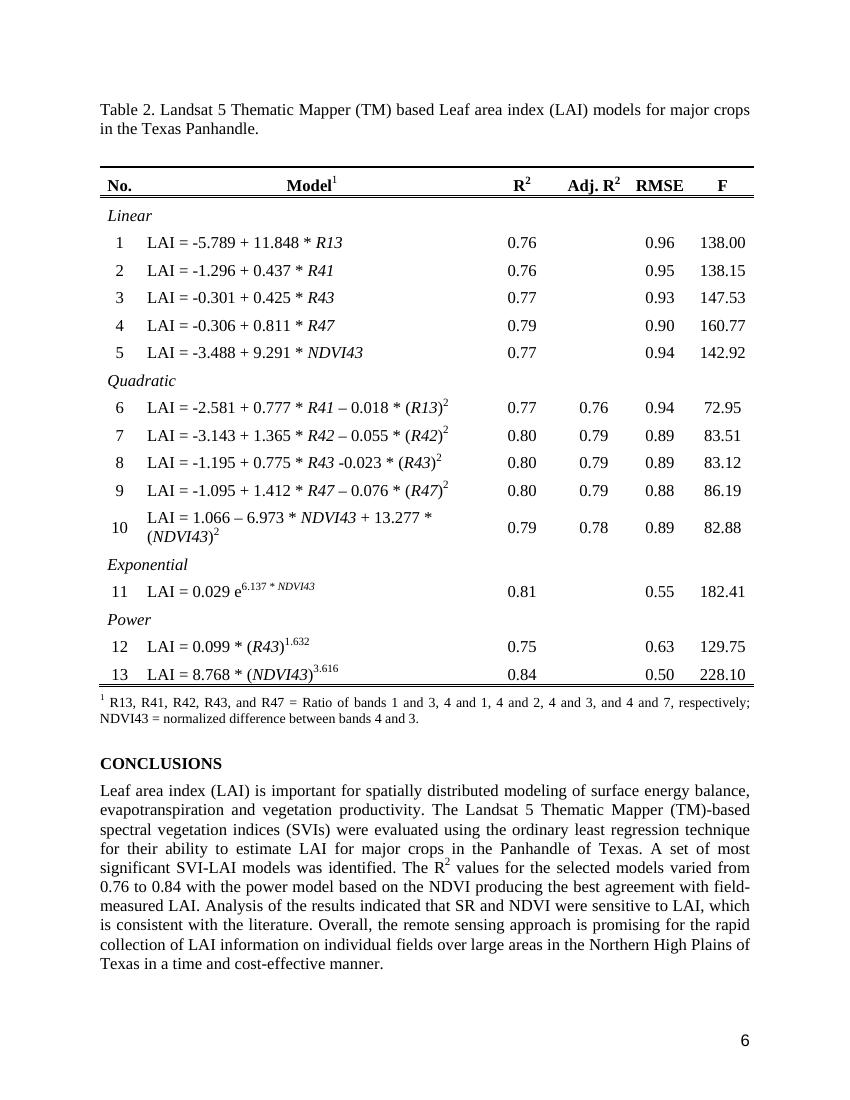 Table 2. Landsat 5 Thematic Mapper (TM) based Leaf area index (LAI) models for major crops
in the Texas Panhandle.
No. Model1 R2 Adj. R2 RMSE F
Linear
1 LAI = -5.789 + 11.848 * R13 0.76 0.96 138.00
2 LAI = -1.296 + 0.437 * R41 0.76 0.95 138.15
3 LAI = -0.301 + 0.425 * R43 0.77 0.93 147.53
4 LAI = -0.306 + 0.811 * R47 0.79 0.90 160.77
5 LAI = -3.488 + 9.291 * NDVI43 0.77 0.94 142.92
Quadratic
6 LAI = -2.581 + 0.777 * R41 – 0.018 * (R13)2 0.77 0.76 0.94 72.95
7 LAI = -3.143 + 1.365 * R42 – 0.055 * (R42)2 0.80 0.79 0.89 83.51
8 LAI = -1.195 + 0.775 * R43 -0.023 * (R43)2 0.80 0.79 0.89 83.12
9 LAI = -1.095 + 1.412 * R47 – 0.076 * (R47)2 0.80 0.79 0.88 86.19
10 LAI = 1.066 – 6.973 * NDVI43 + 13.277 *
(NDVI43)2 0.79 0.78 0.89 82.88
Exponential
11 LAI = 0.029 e6.137 * NDVI43 0.81 0.55 182.41
Power
12 LAI = 0.099 * (R43)1.632 0.75 0.63 129.75
13 LAI = 8.768 * (NDVI43)3.616 0.84 0.50 228.10
1 R13, R41, R42, R43, and R47 = Ratio of bands 1 and 3, 4 and 1, 4 and 2, 4 and 3, and 4 and 7, respectively;
NDVI43 = normalized difference between bands 4 and 3.
CONCLUSIONS
Leaf area index (LAI) is important for spatially distributed modeling of surface energy balance,
evapotranspiration and vegetation productivity. The Landsat 5 Thematic Mapper (TM)-based
spectral vegetation indices (SVIs) were evaluated using the ordinary least regression technique
for their ability to estimate LAI for major crops in the Panhandle of Texas. A set of most
significant SVI-LAI models was identified. The R2 values for the selected models varied from
0.76 to 0.84 with the power model based on the NDVI producing the best agreement with field-
measured LAI. Analysis of the results indicated that SR and NDVI were sensitive to LAI, which
is consistent with the literature. Overall, the remote sensing approach is promising for the rapid
collection of LAI information on individual fields over large areas in the Northern High Plains of
Texas in a time and cost-effective manner.
6